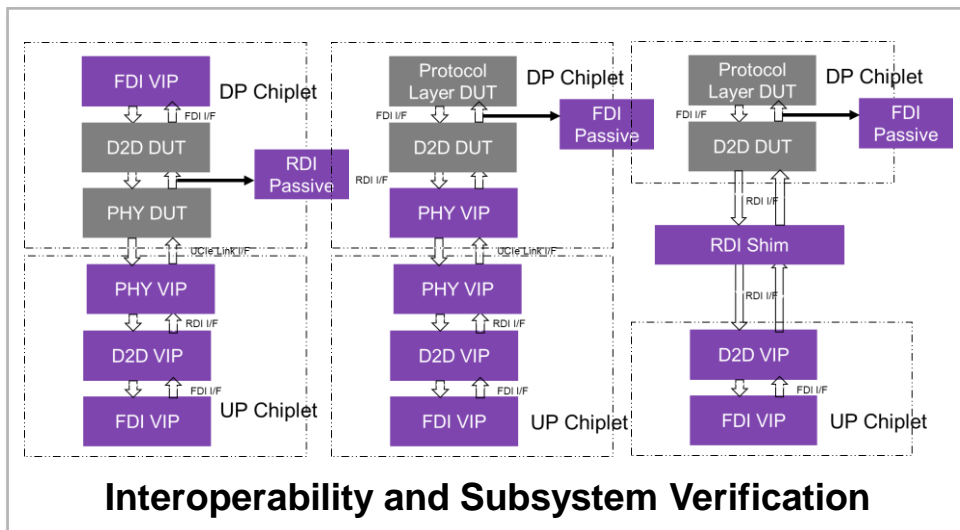 FDI VIP
DP Chiplet
FDI I/F
D2D DUT
RDI
Passive
PHY DUT
UCIe Link I/F
PHY VIP
RDI I/F
D2D VIP
FDI I/F
FDI VIP
UP Chiplet
Protocol
Layer DUT
DP Chiplet
FDI I/F
FDI
Passive
D2D DUT
RDI I/F
PHY VIP
UCIe Link I/F
PHY VIP
RDI I/F
D2D VIP
FDI I/F
FDI VIP
UP Chiplet
Protocol
Layer DUT
DP Chiplet
FDI I/F
FDI
Passive
D2D DUT
RDI I/F
RDI Shim
RDI I/F
D2D VIP
FDI I/F
FDI VIP
UP Chiplet
Interoperability and Subsystem Verification